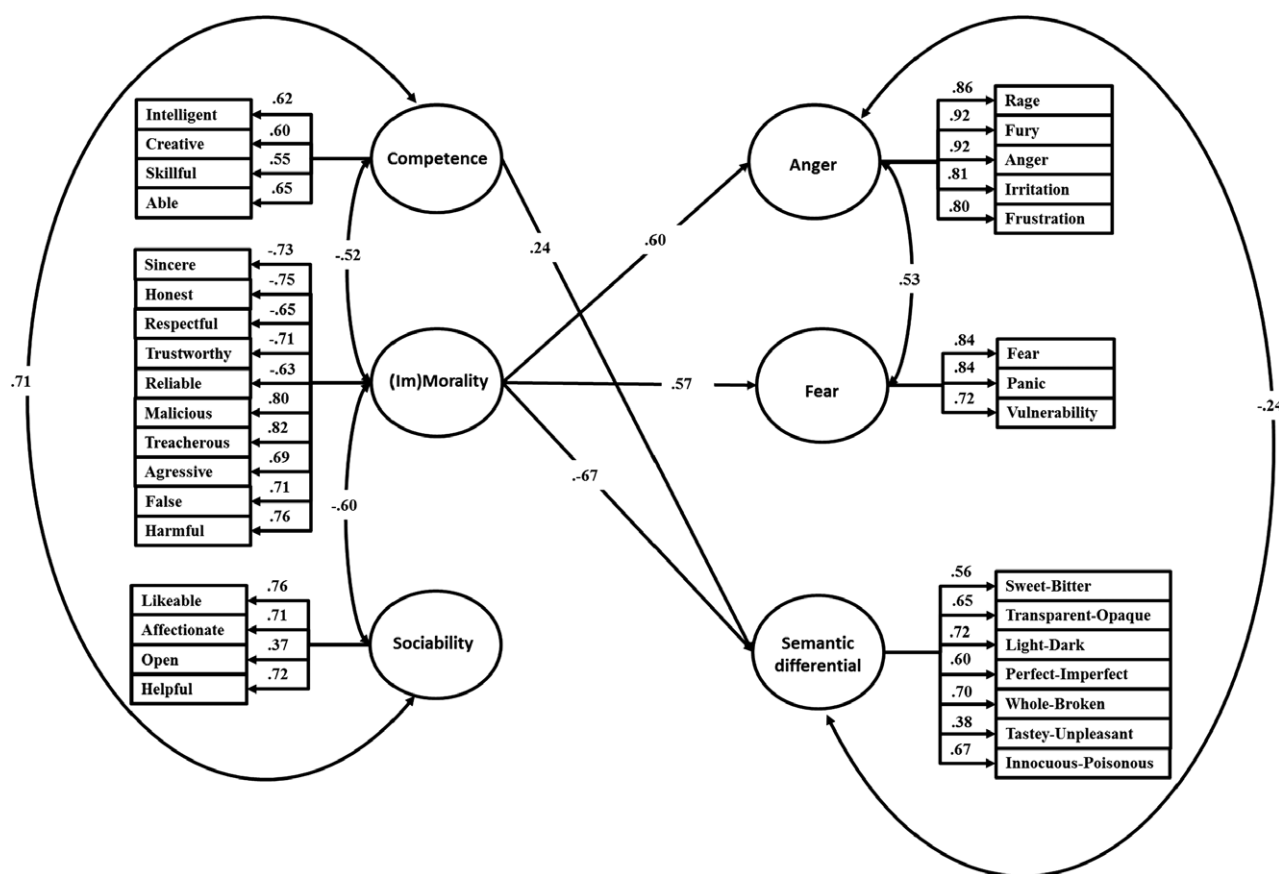 .62
Intelligent
.60
Creative
.55
Skillful
.65
Able
Competence
-.73
Sincere
-.75
Honest
-.65
Respectful
-.71
Trustworthy
-.63
Reliable
.80
Malicious
.82
Treacherous
.69
Agressive
.71
False
.76
Harmful
(Im)Morality
.76
Likeable
.71
Affectionate
.37
Open
.72
Helpful
Sociability
.71
-.52
-.60
.24
.60
.57
.-67
Anger
.86
Rage
.92
Fury
.92
Anger
.81
Irritation
.80
Frustration
.53
Fear
.84
Fear
.84
Panic
.72
Vulnerability
-.24
Semantic
differential
.56
Sweet-Bitter
.65
Transparent-Opaque
.72
Light-Dark
.60
Perfect-Imperfect
.70
Whole-Broken
.38
Tastey-Unpleasant
.67
Innocuous-Poisonous